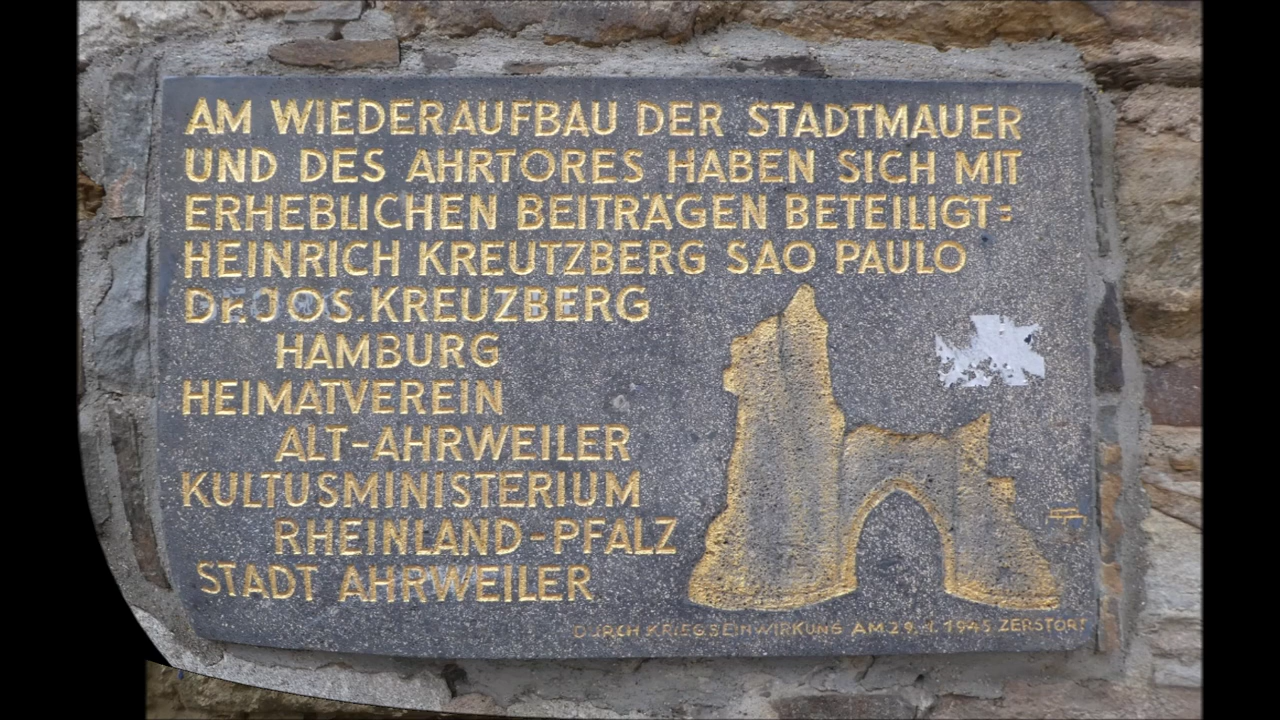 AM WIEDERAUFBAU DER STADTMAUER
UND DES AHRTORES HABEN SICH MIT
ERHEBLICHEN BEITRÄGEN BETEILIGT=
HEINRICH KREUTZBERG SAO PAULO
Dr. JOS. KREUZBERG
HAMBURG
HEIMATVEREIN
ALT-AHRWEILER
KULTUSMINISTERIUM
RHEINLAND-PFALZ
STADT AHRWEILER
DURCH KRIEGSEINWIRKUNG AM 29. 1. 1945 ZERSTÖRT